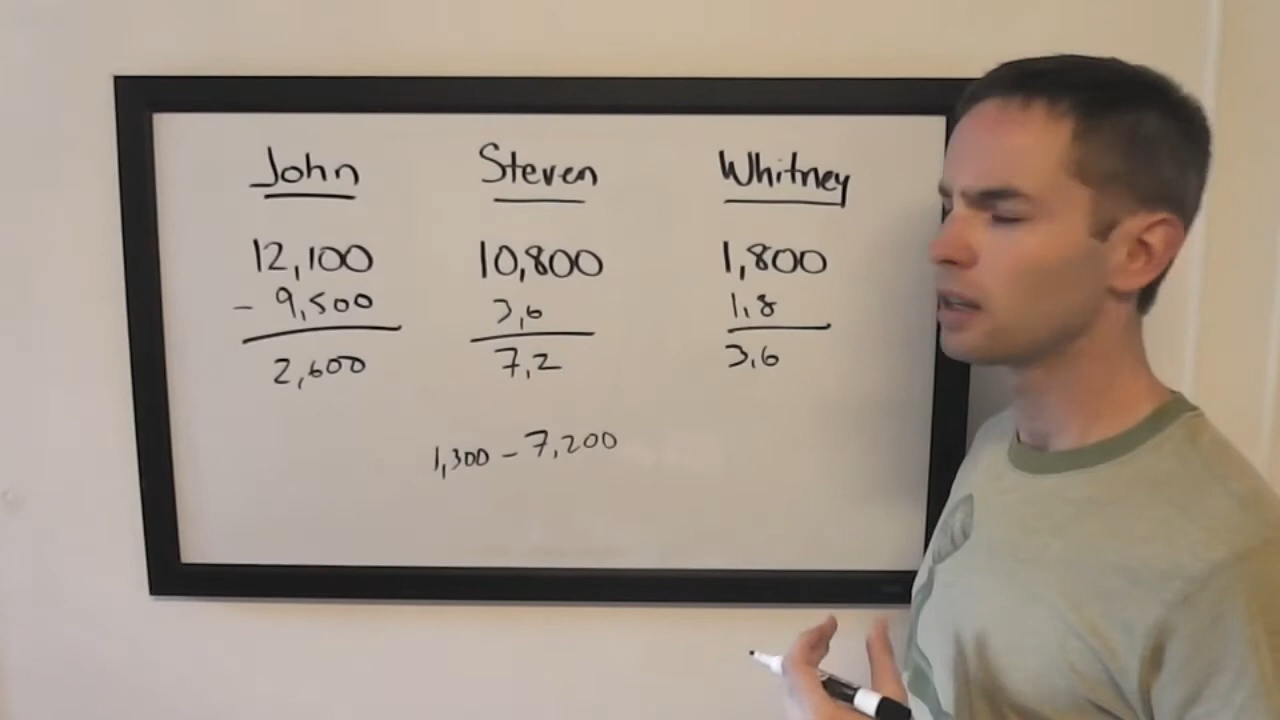 John Steven Whitney
12,100 10,800 1,800
- 9,500 3,6 1,8
2,600 7,2 3,6
1,300 - 7,200